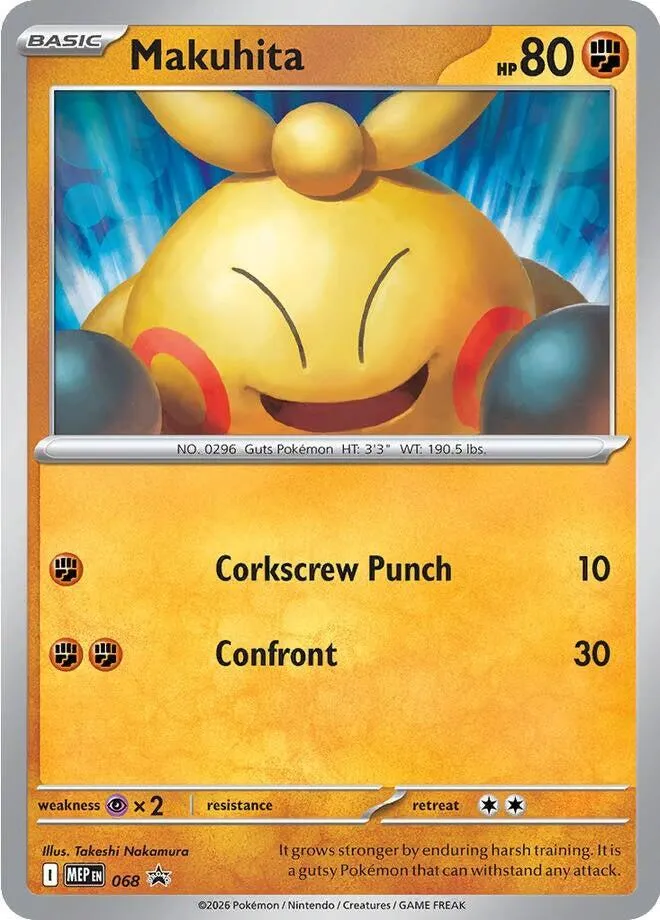 BASIC
Makuhita
HP 80
NO. 0296 Guts Pokémon HT: 3'3" WT: 190.5 lbs.
Corkscrew Punch 10
Confront 30
weakness ×2 resistance retreat
Illus. Takeshi Nakamura
It grows stronger by enduring harsh training. It is
a gutsy Pokémon that can withstand any attack.
I MEP EN 068
©2026 Pokémon / Nintendo / Creatures / GAME FREAK